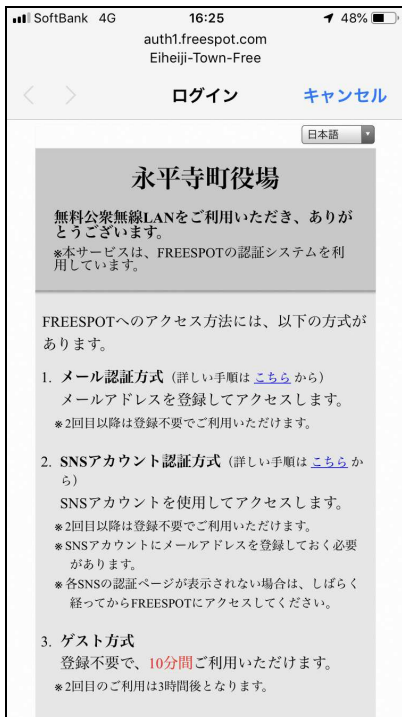 SoftBank 4G 16:25 48%
auth1.freespot.com
Eiheiji-Town-Free
ログイン キャンセル
日本語
永平寺町役場
無料公衆無線LANをご利用いただき、ありが
とうございます。
※本サービスは、FREESPOTの認証システムを利
用しています。
FREESPOTへのアクセス方法には、以下の方式が
あります。
1. メール認証方式（詳しい手順は こちら から）
メールアドレスを登録してアクセスします。
※2回目以降は登録不要でご利用いただけます。
2. SNSアカウント認証方式（詳しい手順は こちら か
ら）
SNSアカウントを使用してアクセスします。
※2回目以降は登録不要でご利用いただけます。
※SNSアカウントにメールアドレスを登録しておく必要
があります。
※各SNSの認証ページが表示されない場合は、しばらく
経ってからFREESPOTにアクセスしてください。
3. ゲスト方式
登録不要で、10分間ご利用いただけます。
※2回目のご利用は3時間後となります。